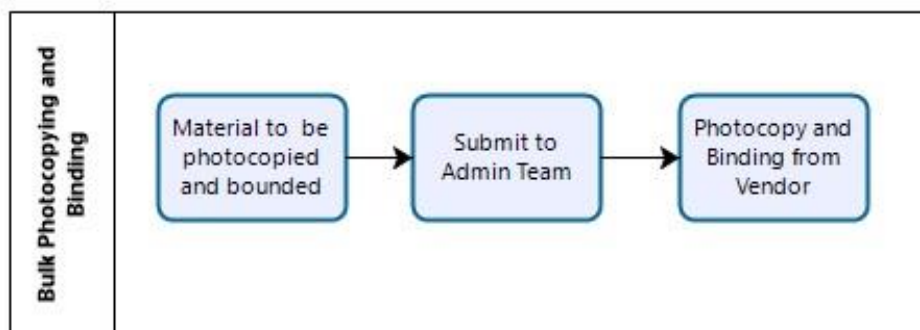 Bulk Photocopying and
Binding
Material to  be
photocopied
and bounded
Submit to
Admin Team
Photocopy and
Binding from
Vendor